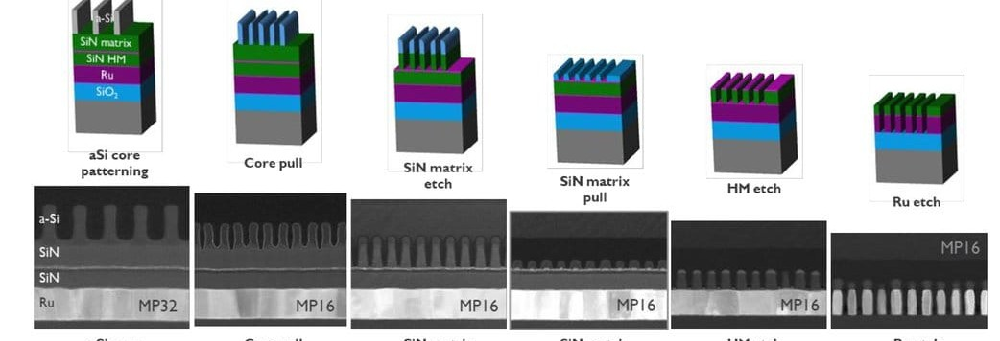 a-Si
SiN matrix
SiN HM
Ru
SiO₂
aSi core
patterning
Core pull
SiN matrix
etch
SiN matrix
pull
HM etch
Ru etch
a-Si
SiN
SiN
Ru
MP32
MP16
MP16
MP16
MP16
MP16